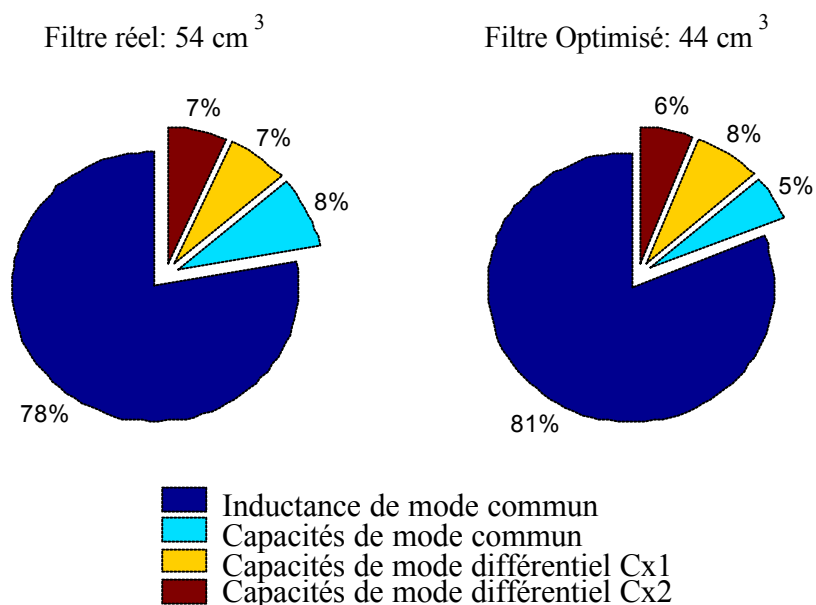 Filtre réel: 54 cm 3
Filtre Optimisé: 44 cm 3
7%
7%
8%
78%
6%
8%
5%
81%
Inductance de mode commun
Capacités de mode commun
Capacités de mode différentiel Cx1
Capacités de mode différentiel Cx2